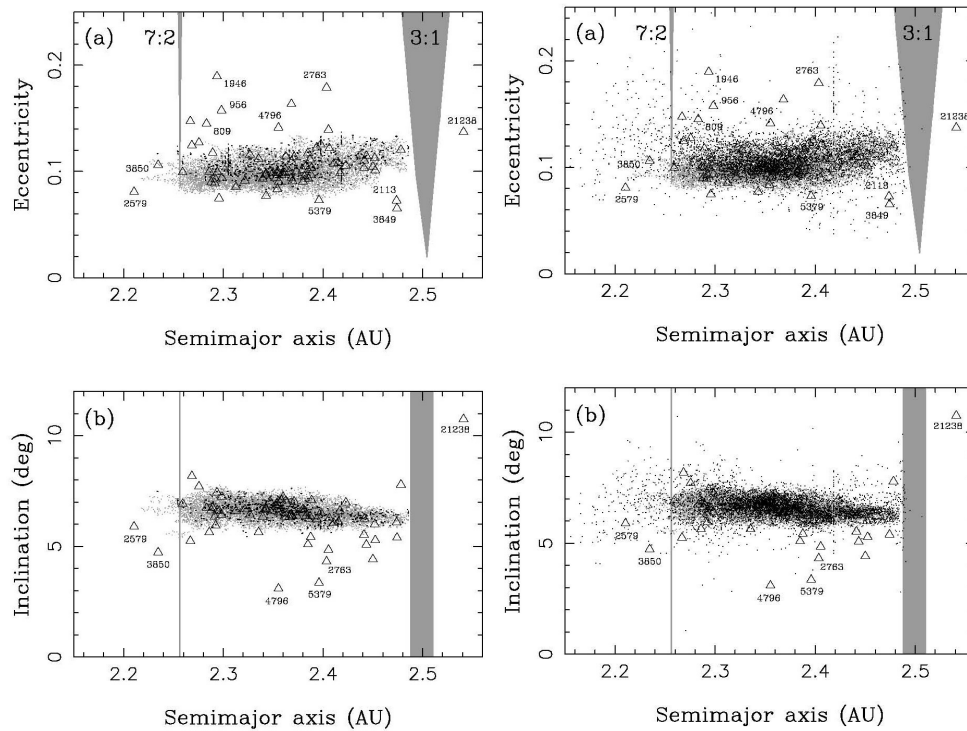 (a) 7:2 3:1
0.2
0.1
0
Eccentricity
1946
2763
956
4796
809
21238
3850
2579
2113
5379
3849
2.2 2.3 2.4 2.5
Semimajor axis (AU)
(a) 7:2 3:1
0.2
0.1
0
Eccentricity
1946
2763
956
4796
809
21238
3850
2579
2113
5379
3849
2.2 2.3 2.4 2.5
Semimajor axis (AU)
(b)
10
5
0
Inclination (deg)
21238
2579
3850
2763
4796
5379
2.2 2.3 2.4 2.5
Semimajor axis (AU)
(b)
10
5
0
Inclination (deg)
21238
2579
3850
2763
4796
5379
2.2 2.3 2.4 2.5
Semimajor axis (AU)